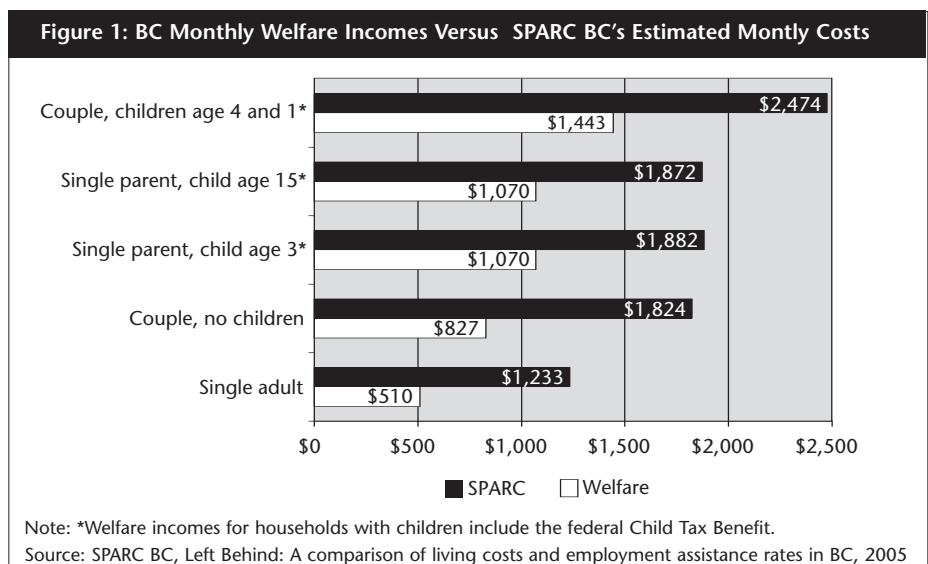 Figure 1: BC Monthly Welfare Incomes Versus SPARC BC's Estimated Montly Costs
Couple, children age 4 and 1*
$2,474
$1,443
Single parent, child age 15*
$1,872
$1,070
Single parent, child age 3*
$1,882
$1,070
Couple, no children
$1,824
$827
Single adult
$1,233
$510
$0 $500 $1,000 $1,500 $2,000 $2,500
SPARC Welfare
Note: *Welfare incomes for households with children include the federal Child Tax Benefit.
Source: SPARC BC, Left Behind: A comparison of living costs and employment assistance rates in BC, 2005